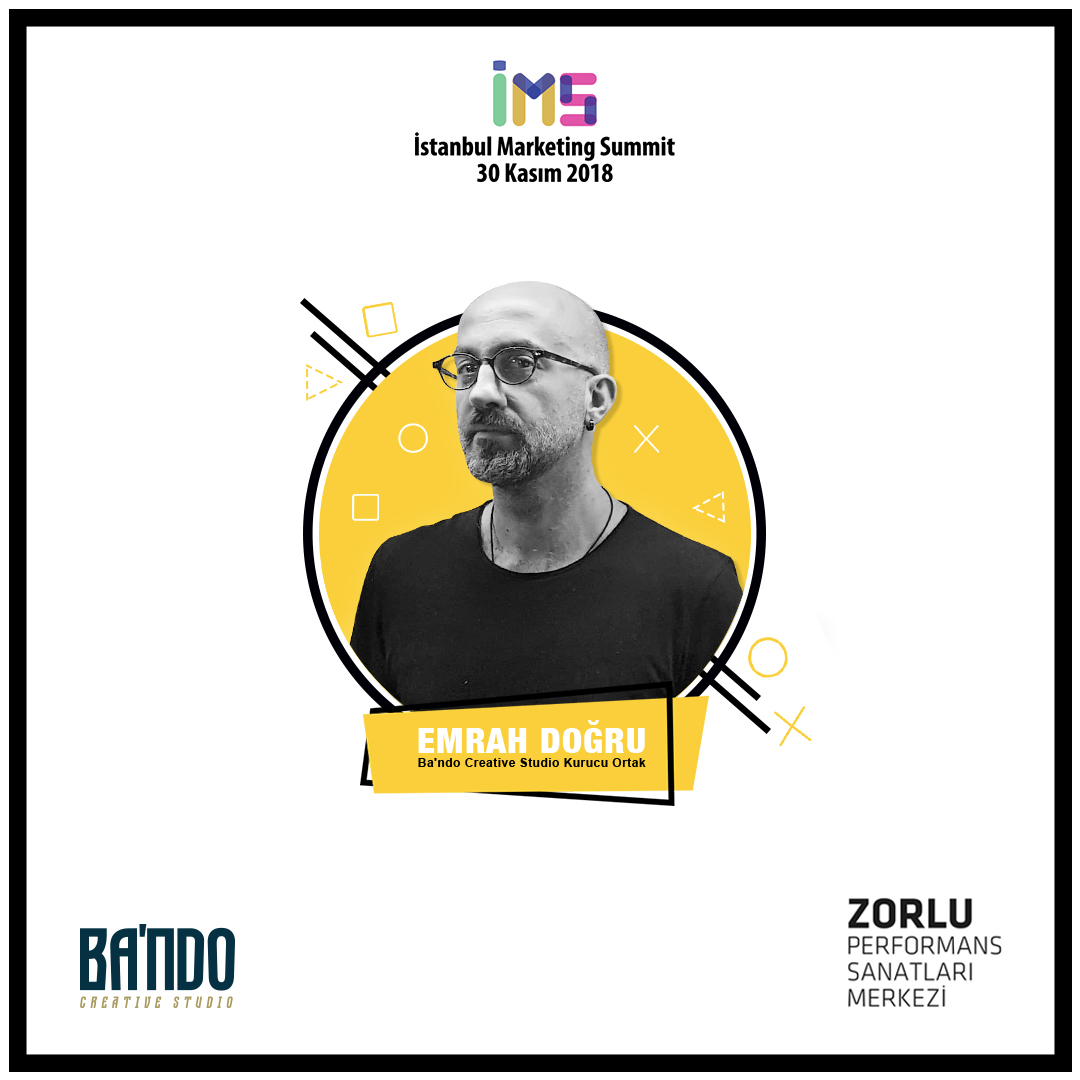 İMS
İstanbul Marketing Summit
30 Kasım 2018
EMRAH DOĞRU
Ba'ndo Creative Studio Kurucu Ortak
BA'NDO
CREATIVE STUDIO
ZORLU
PERFORMANS
SANATLARI
MERKEZİ